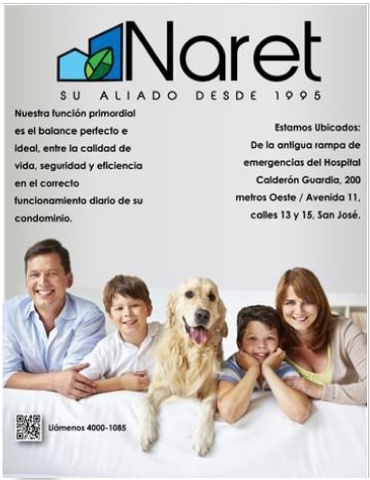 Naret
SU ALIADO DESDE 1995
Nuestra función primordial
es el balance perfecto e
ideal, entre la calidad de
vida, seguridad y eficiencia
en el correcto
funcionamiento diario de su
condominio.
Estamos Ubicados:
De la antigua rampa de
emergencias del Hospital
Calderón Guardia, 200
metros Oeste / Avenida 11,
calles 13 y 15, San José.
Llámenos 4000-1085